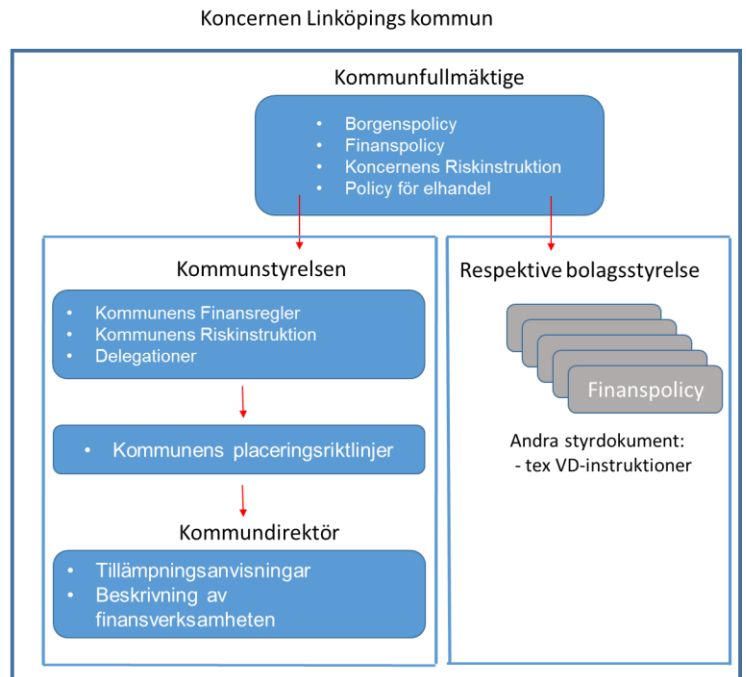 Koncernen Linköpings kommun
Kommunfullmäktige
• Borgenspolicy
• Finanspolicy
• Koncernens Riskinstruktion
• Policy för elhandel
Kommunstyrelsen
• Kommunens Finansregler
• Kommunens Riskinstruktion
• Delegationer
• Kommunens placeringsriktlinjer
Kommundirektör
• Tillämpningsanvisningar
• Beskrivning av
finansverksamheten
Respektive bolagsstyrelse
Finanspolicy
Andra styrdokument:
- tex VD-instruktioner